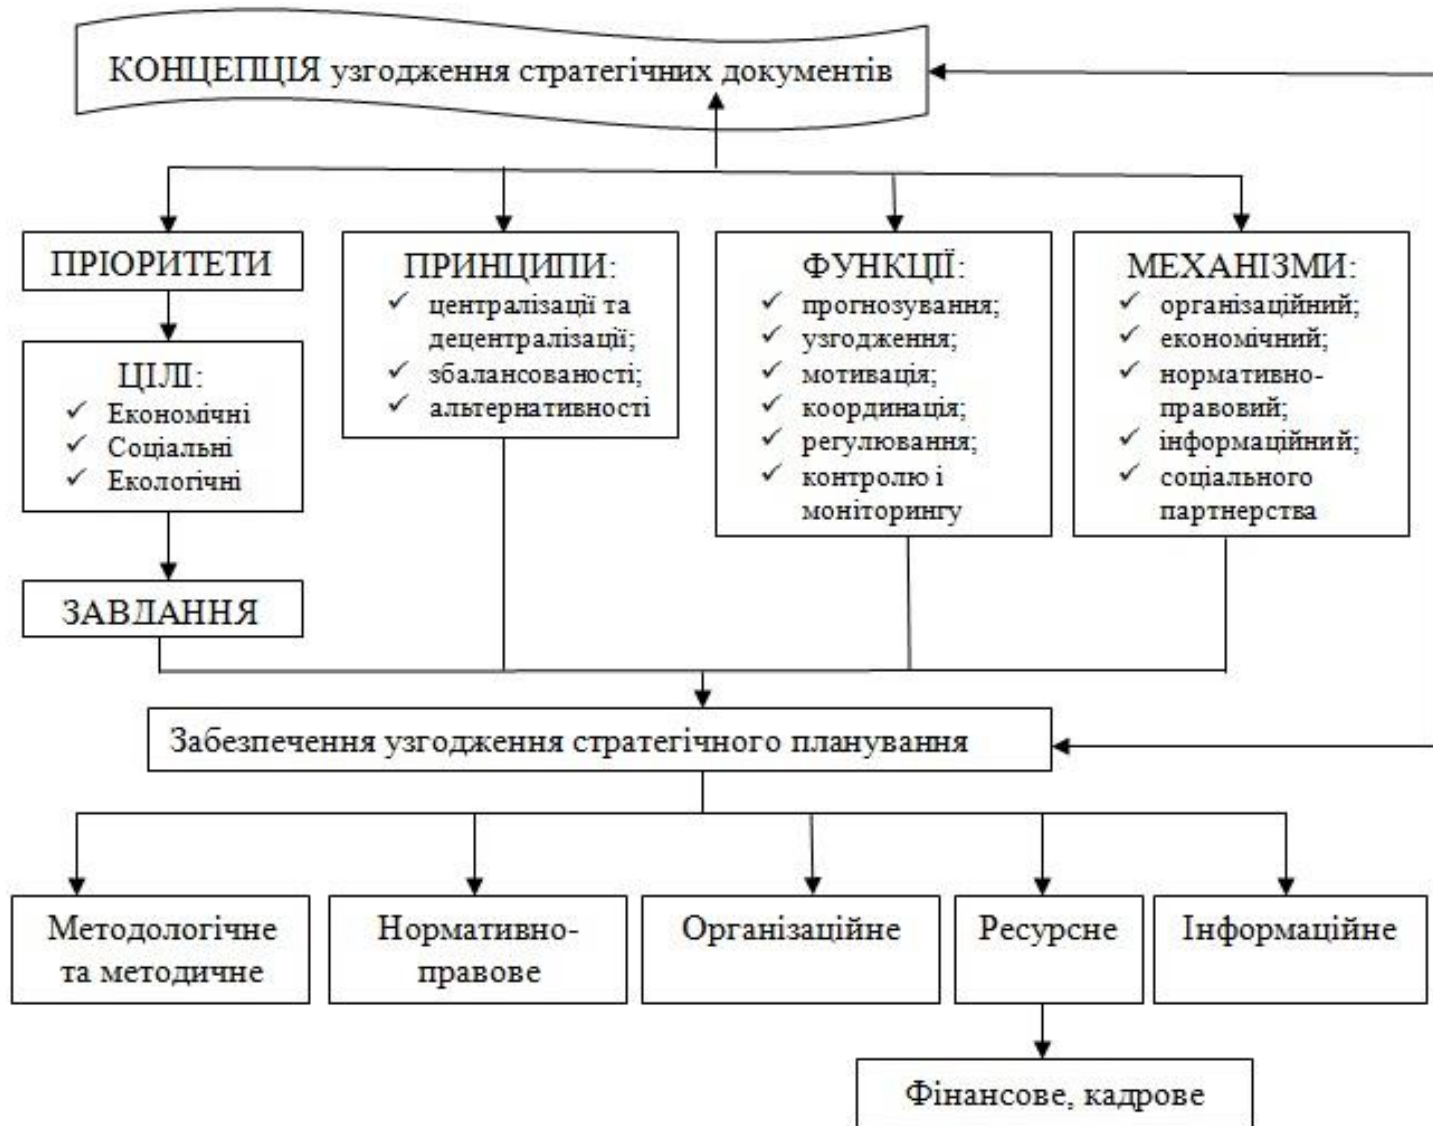 КОНЦЕПЦІЯ узгодження стратегічних документів
ПРІОРИТЕТИ
ЦІЛІ:
✓ Економічні
✓ Соціальні
✓ Екологічні
ЗАВДАННЯ
ПРИНЦИПИ:
✓ централізації та
децентралізації;
✓ збалансованості;
✓ альтернативності
ФУНКЦІЇ:
✓ прогнозування;
✓ узгодження;
✓ мотивація;
✓ координація;
✓ регулювання;
✓ контролю і
моніторингу
МЕХАНІЗМИ:
✓ організаційний;
✓ економічний;
✓ нормативно-
правовий;
✓ інформаційний;
✓ соціального
партнерства
Забезпечення узгодження стратегічного планування
Методологічне
та методичне
Нормативно-
правове
Організаційне
Ресурсне
Інформаційне
Фінансове, кадрове